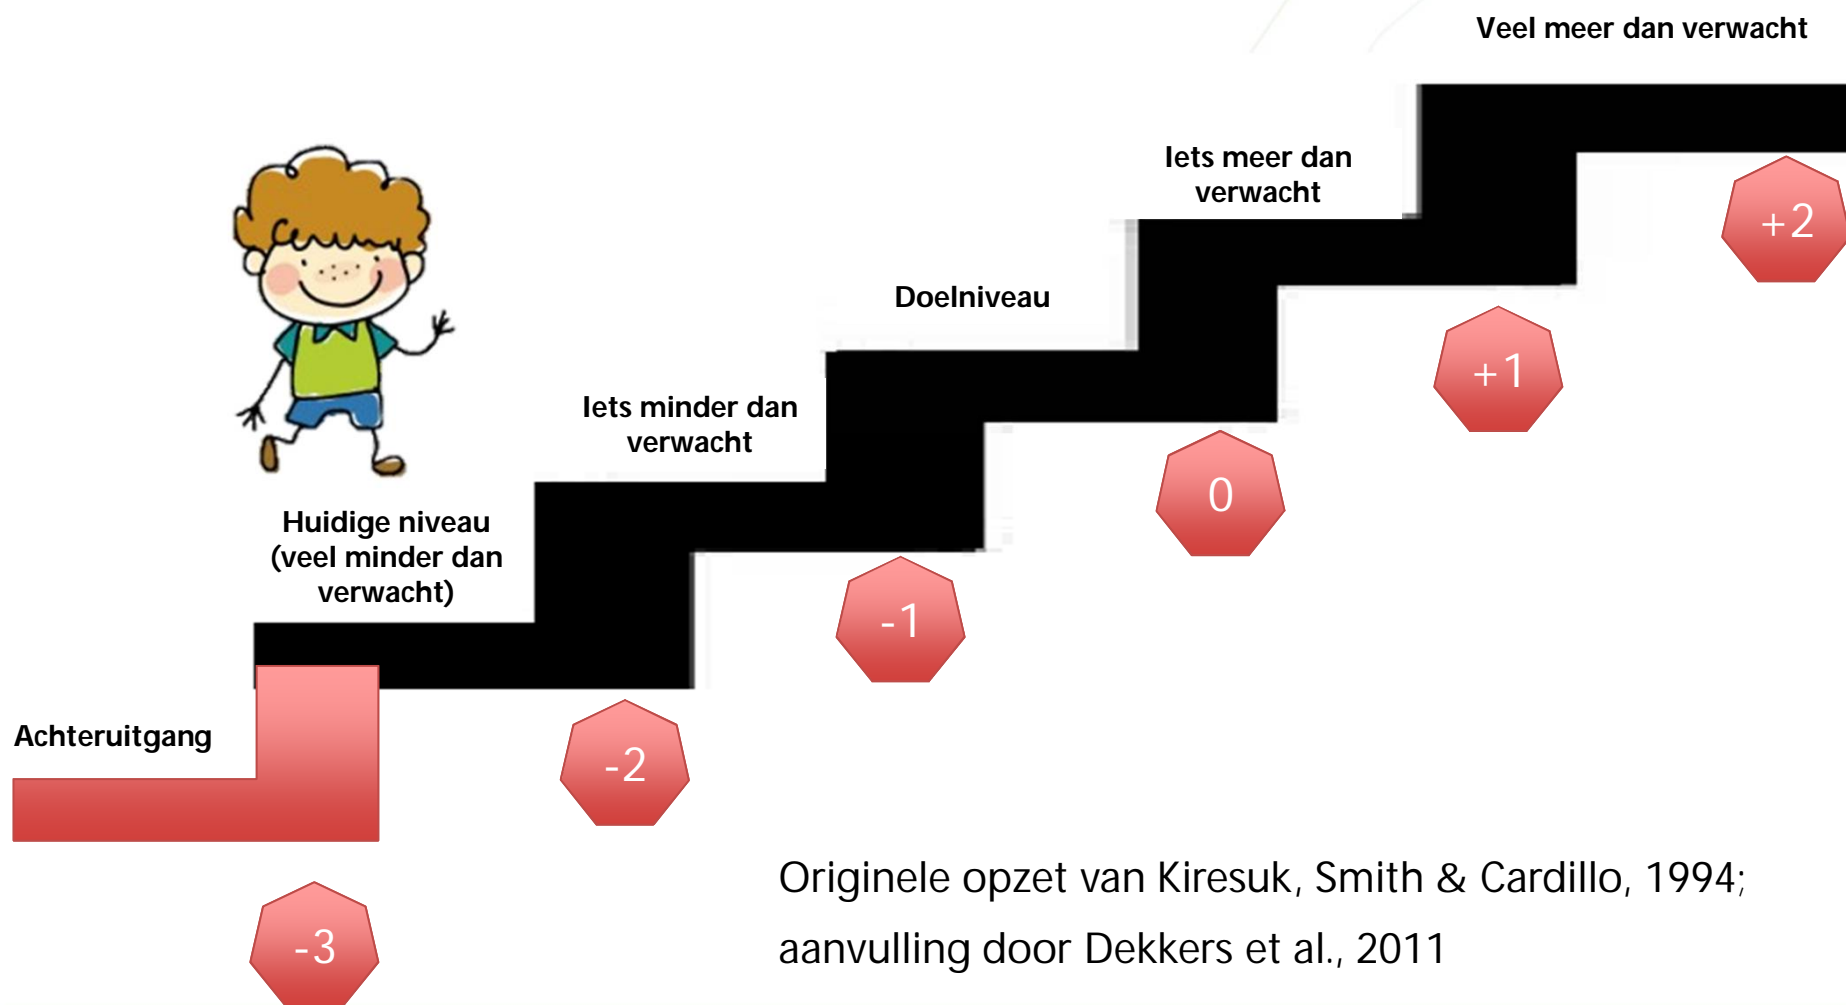 Veel meer dan verwacht
Iets meer dan
verwacht
+2
Doelniveau
+1
Iets minder dan
verwacht
0
Huidige niveau
(veel minder dan
verwacht)
-1
Achteruitgang
-2
-3
Originele opzet van Kiresuk, Smith & Cardillo, 1994;
aanvulling door Dekkers et al., 2011